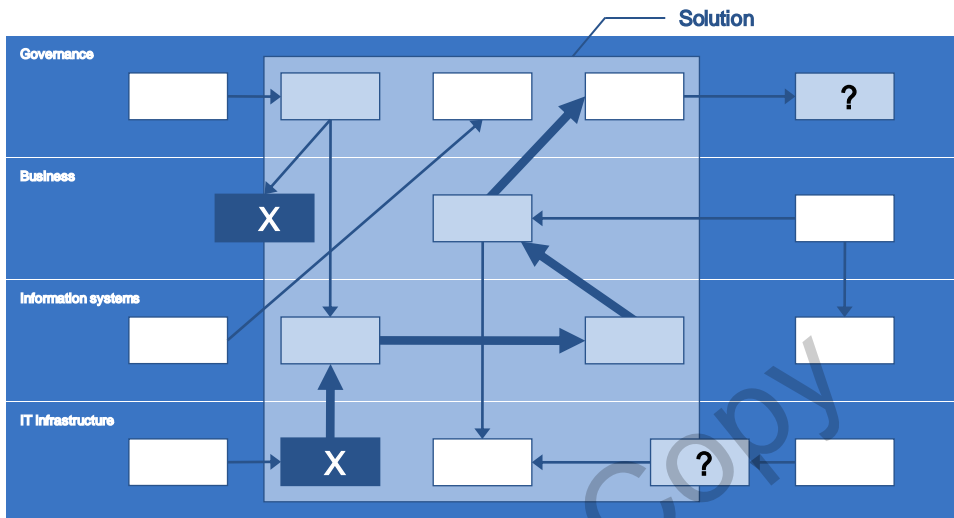 Solution
Governance
?
Business
X
Information systems
IT infrastructure
X
?
Copy